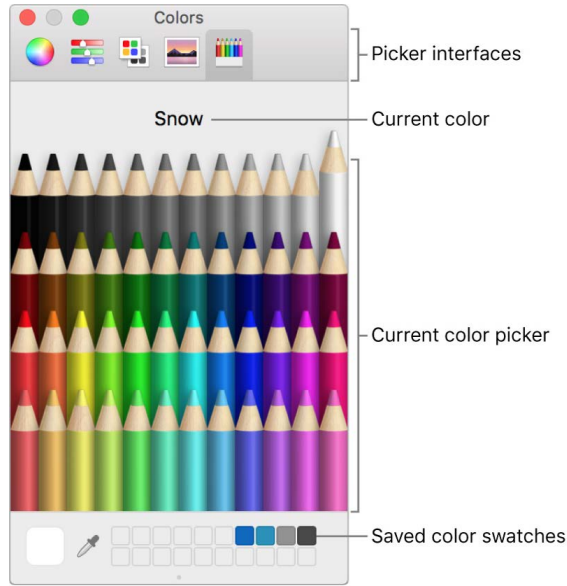 Colors
Picker interfaces
Snow
Current color
Current color picker
Saved color swatches